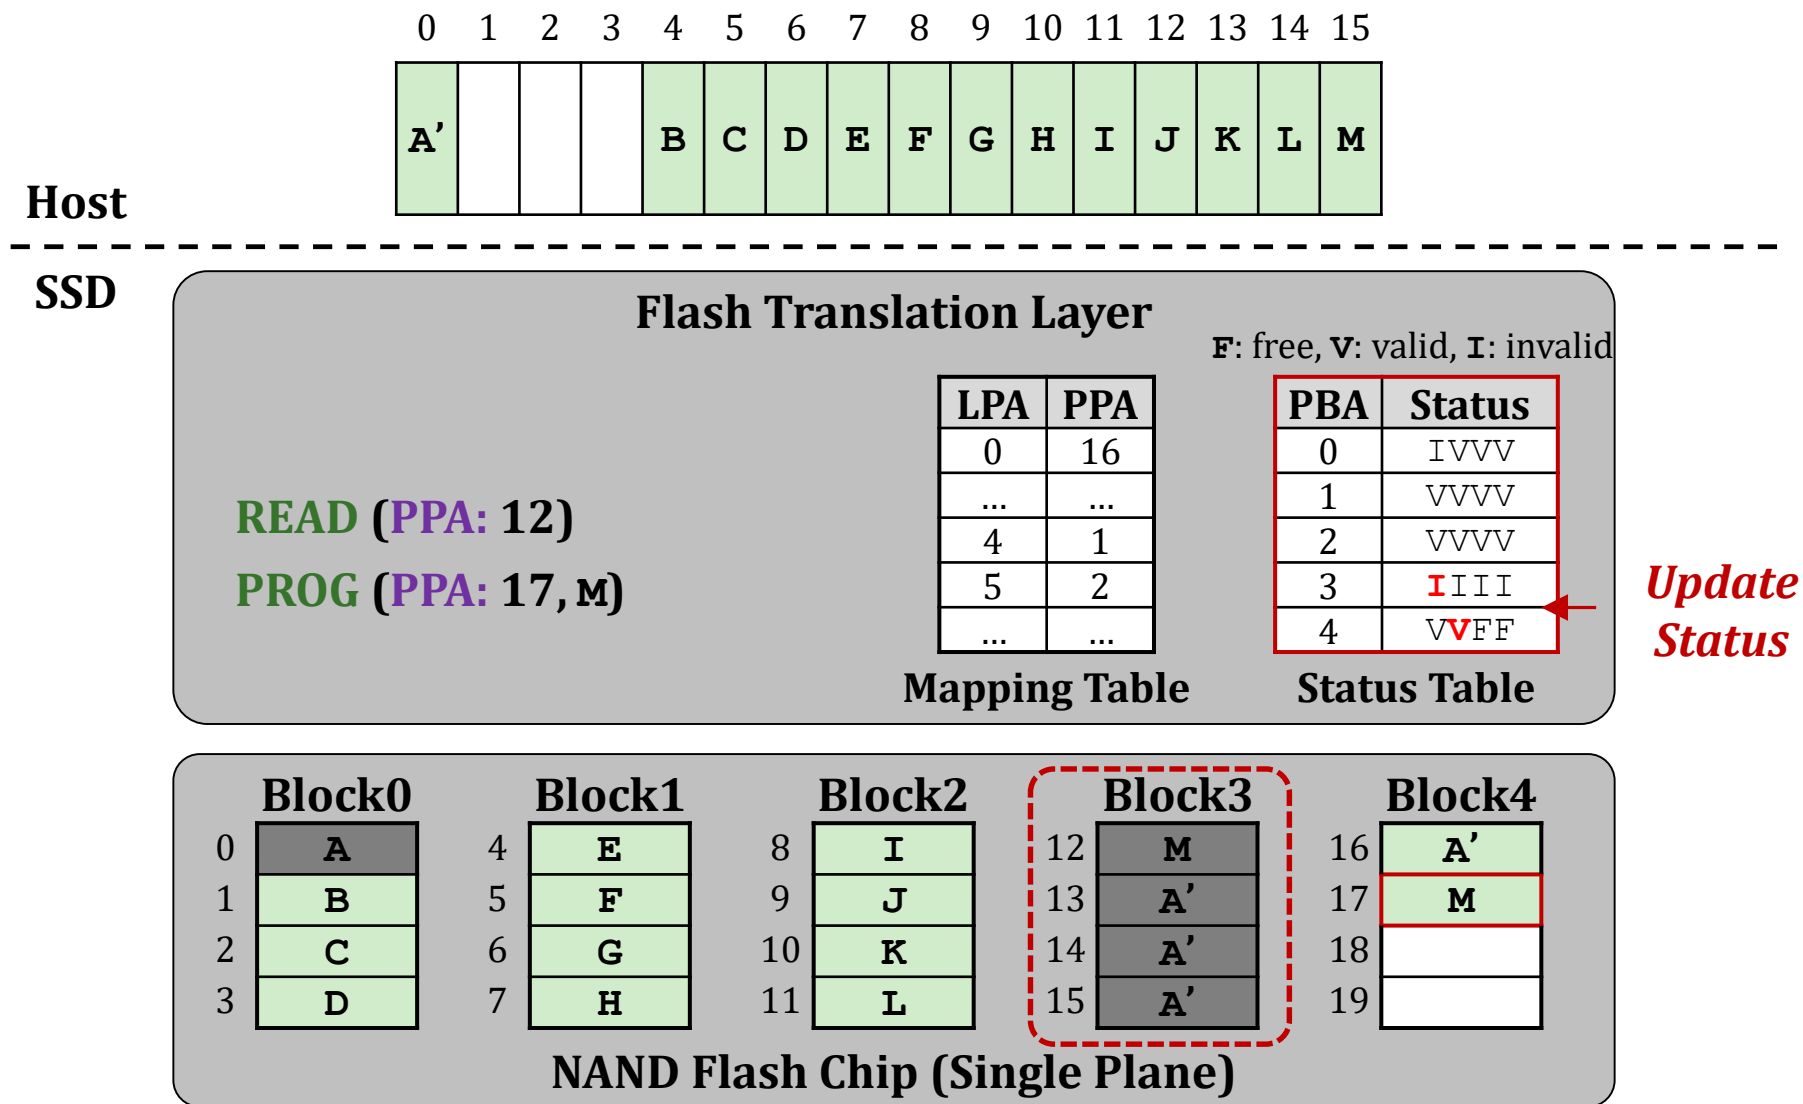 0 1 2 3 4 5 6 7 8 9 10 11 12 13 14 15
A’ B C D E F G H I J K L M
Host
SSD
Flash Translation Layer
F: free, V: valid, I: invalid
LPA PPA
0 16
... ...
4 1
5 2
... ...
Mapping Table
PBA Status
0 IVVV
1 VVVV
2 VVVV
3 IIII
4 VVFF
Status Table
READ (PPA: 12)
PROG (PPA: 17, M)
Update
Status
Block0
0 A
1 B
2 C
3 D
Block1
4 E
5 F
6 G
7 H
Block2
8 I
9 J
10 K
11 L
Block3
12 M
13 A’
14 A’
15 A’
Block4
16 A’
17 M
18
19
NAND Flash Chip (Single Plane)